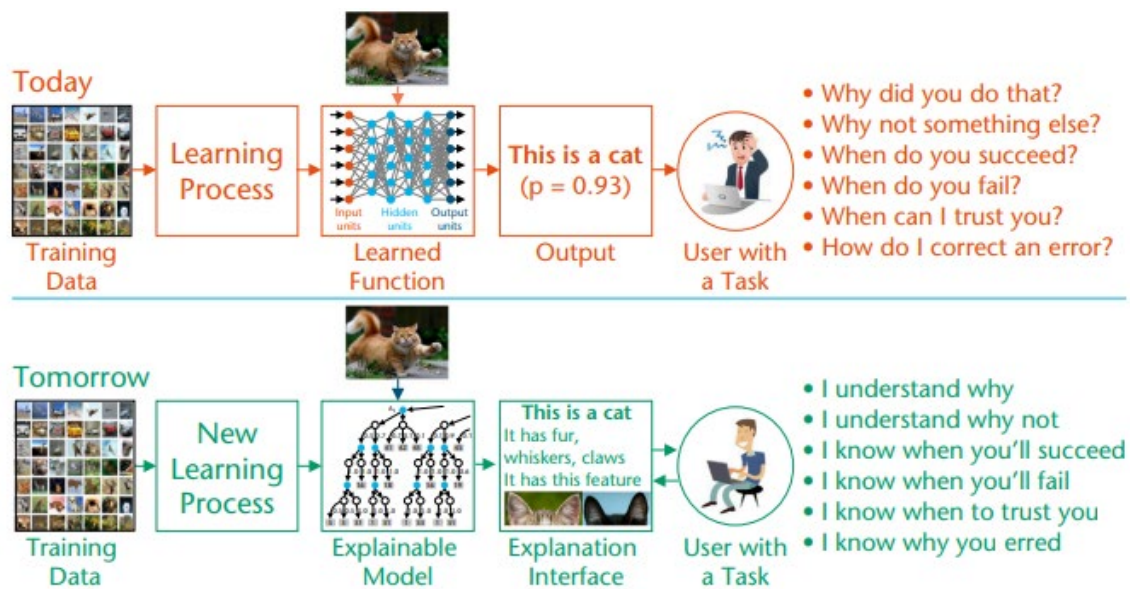 Today
Training
Data
Learning
Process
Input
units
Hidden
units
Output
units
Learned
Function
This is a cat
(p = 0.93)
Output
User with
a Task
• Why did you do that?
• Why not something else?
• When do you succeed?
• When do you fail?
• When can I trust you?
• How do I correct an error?
Tomorrow
Training
Data
New
Learning
Process
Explainable
Model
This is a cat
It has fur,
whiskers, claws
It has this feature
Explanation
Interface
User with
a Task
• I understand why
• I understand why not
• I know when you'll succeed
• I know when you'll fail
• I know when to trust you
• I know why you erred